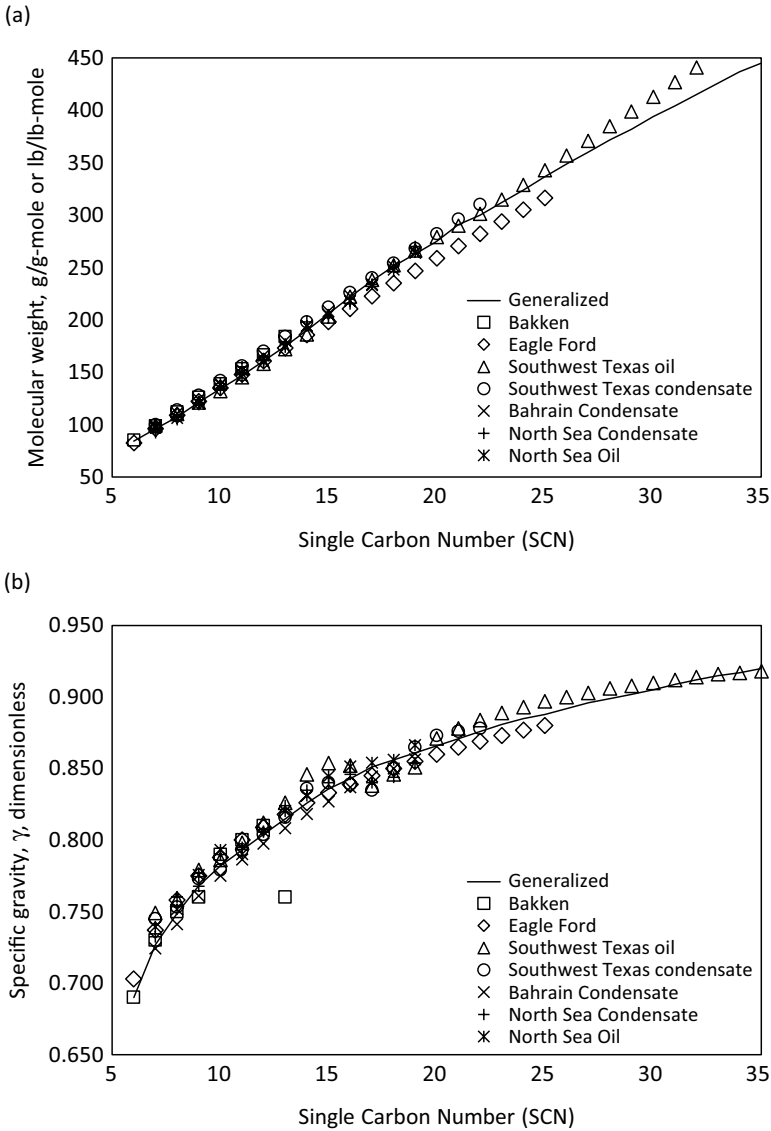 (a)
Molecular weight, g/g-mole or lb/lb-mole
450
400
350
300
250
200
150
100
50
Generalized
Bakken
Eagle Ford
Southwest Texas oil
Southwest Texas condensate
Bahrain Condensate
North Sea Condensate
North Sea Oil
5 10 15 20 25 30 35
Single Carbon Number (SCN)
(b)
Specific gravity, γ, dimensionless
0.950
0.900
0.850
0.800
0.750
0.700
0.650
Generalized
Bakken
Eagle Ford
Southwest Texas oil
Southwest Texas condensate
Bahrain Condensate
North Sea Condensate
North Sea Oil
5 10 15 20 25 30 35
Single Carbon Number (SCN)